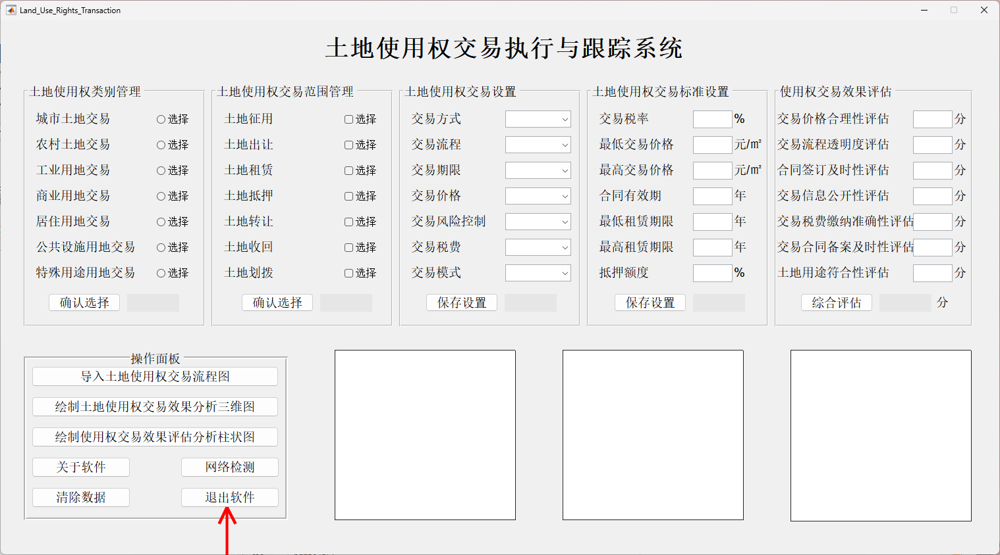 Land_Use_Rights_Transaction
土地使用权交易执行与跟踪系统
土地使用权类别管理
城市土地交易 选择
农村土地交易 选择
工业用地交易 选择
商业用地交易 选择
居住用地交易 选择
公共设施用地交易 选择
特殊用途用地交易 选择
确认选择
土地使用权交易范围管理
土地征用 选择
土地出让 选择
土地租赁 选择
土地抵押 选择
土地转让 选择
土地收回 选择
土地划拨 选择
确认选择
土地使用权交易设置
交易方式
交易流程
交易期限
交易价格
交易风险控制
交易税费
交易模式
保存设置
土地使用权交易标准设置
交易税率 %
最低交易价格 元/㎡
最高交易价格 元/㎡
合同有效期 年
最低租赁期限 年
最高租赁期限 年
抵押额度 %
保存设置
使用权交易效果评估
交易价格合理性评估 分
交易流程透明度评估 分
合同签订及时性评估 分
交易信息公开性评估 分
交易税费缴纳准确性评估 分
交易合同备案及时性评估 分
土地用途符合性评估 分
综合评估 分
操作面板
导入土地使用权交易流程图
绘制土地使用权交易效果分析三维图
绘制使用权交易效果评估分析柱状图
关于软件 网络检测
清除数据 退出软件